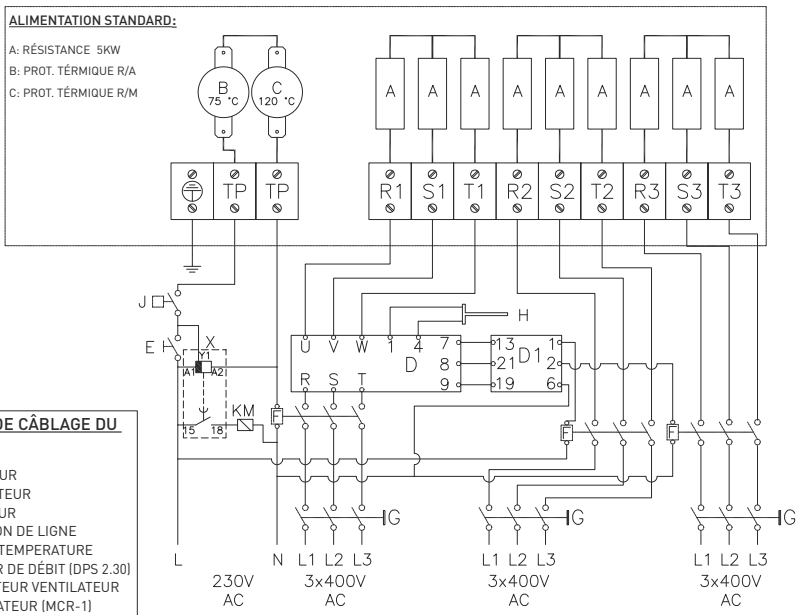 ALIMENTATION STANDARD:
A: RÉSISTANCE 5KW
B: PROT. TÉRMIQUE R/A
C: PROT. TÉRMIQUE R/M
B
75 °C
C
120 °C
A A A A A A A A A
TP TP R1 S1 T1 R2 S2 T2 R3 S3 T3
J
H
E
X
Y1
A1 A2
U V W 1 4 7
D 8
R S T 9
13 1
21 D1 2
19 6
KM
15 18
F F F
DE CÂBLAGE DU
UR
TEUR
UR
ON DE LIGNE
TEMPERATURE
R DE DÉBIT (DPS 2.30)
TEUR VENTILATEUR
ATEUR (MCR-1)
G G G
L N L1 L2 L3 L1 L2 L3 L1 L2 L3
230V 3x400V 3x400V 3x400V
AC AC AC AC